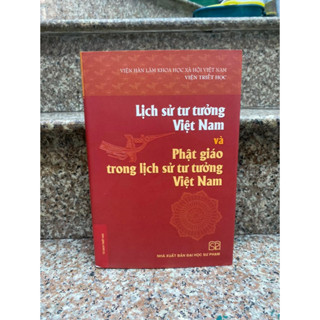 VIỆN HÀN LÂM KHOA HỌC XÃ HỘI VIỆT NAM
VIỆN TRIẾT HỌC
Lịch sử tư tưởng
Việt Nam
và
Phật giáo
trong lịch sử tư tưởng
Việt Nam
NHÀ XUẤT BẢN ĐẠI HỌC SƯ PHẠM